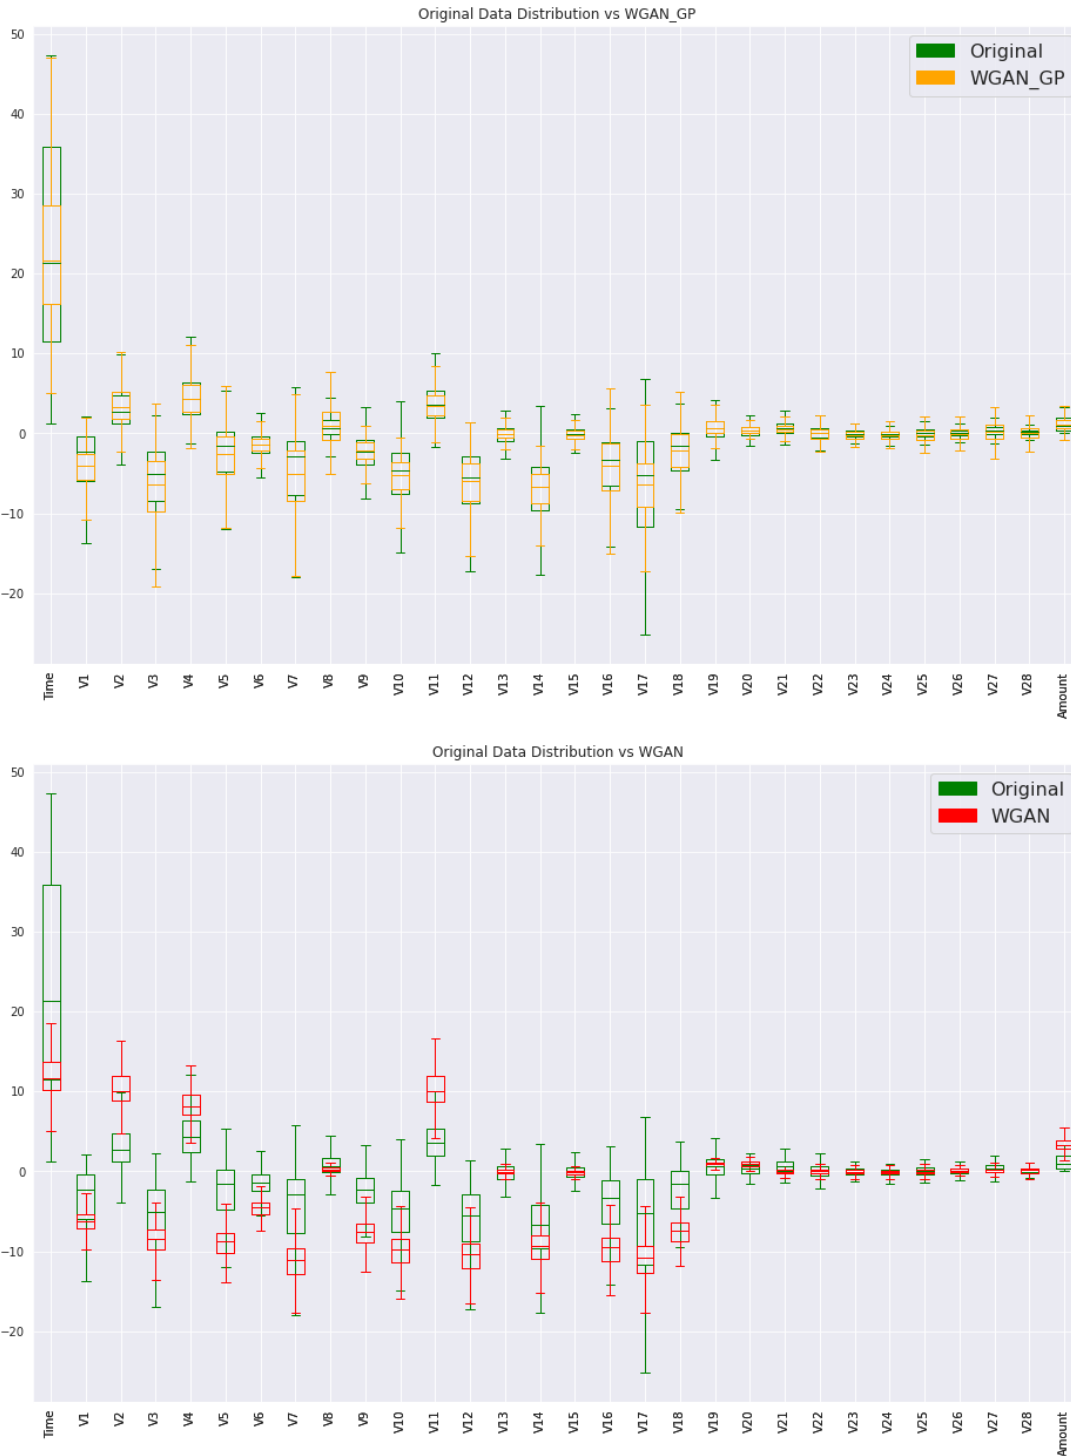 Original Data Distribution vs WGAN_GP
Original
WGAN_GP
50
40
30
20
10
0
−10
−20
Time V1 V2 V3 V4 V5 V6 V7 V8 V9 V10 V11 V12 V13 V14 V15 V16 V17 V18 V19 V20 V21 V22 V23 V24 V25 V26 V27 V28 Amount
Original Data Distribution vs WGAN
Original
WGAN
50
40
30
20
10
0
−10
−20
Time V1 V2 V3 V4 V5 V6 V7 V8 V9 V10 V11 V12 V13 V14 V15 V16 V17 V18 V19 V20 V21 V22 V23 V24 V25 V26 V27 V28 Amount